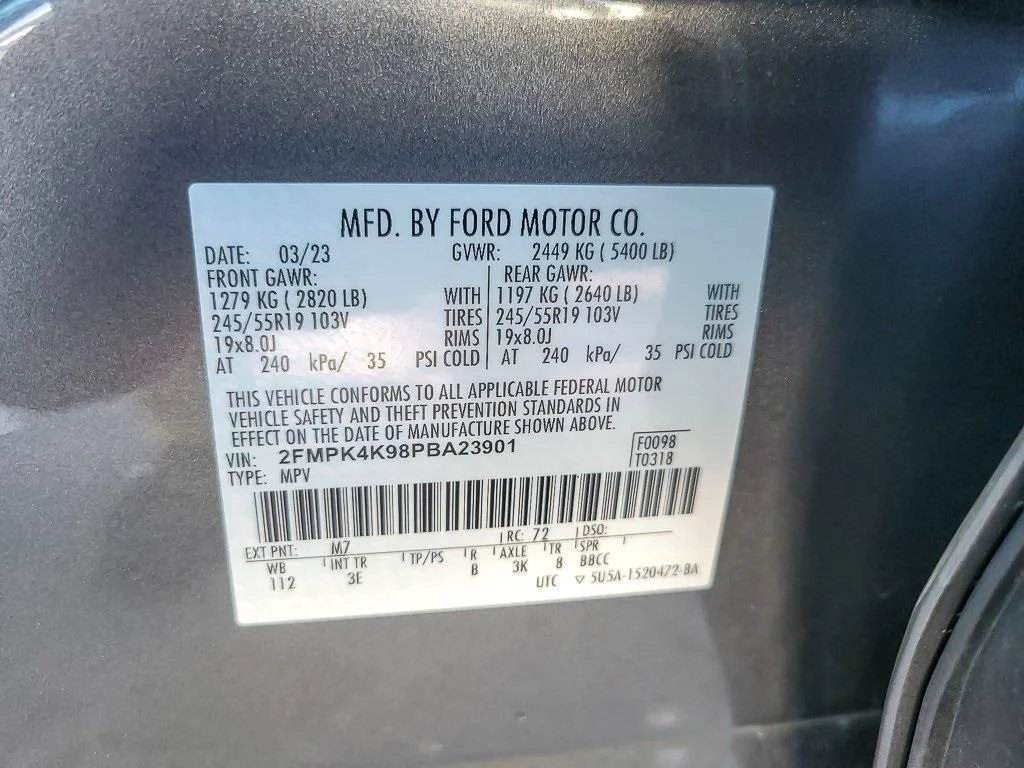 MFD. BY FORD MOTOR CO.
DATE: 03/23 GVWR: 2449 KG ( 5400 LB)
FRONT GAWR: REAR GAWR:
1279 KG ( 2820 LB) WITH 1197 KG ( 2640 LB) WITH
245/55R19 103V TIRES 245/55R19 103V TIRES
19x8.0J RIMS 19x8.0J RIMS
AT 240 kPa/ 35 PSI COLD AT 240 kPa/ 35 PSI COLD
THIS VEHICLE CONFORMS TO ALL APPLICABLE FEDERAL MOTOR
VEHICLE SAFETY AND THEFT PREVENTION STANDARDS IN
EFFECT ON THE DATE OF MANUFACTURE SHOWN ABOVE.
VIN: 2FMPK4K98PBA23901 F0098
TYPE: MPV T0318
EXT PNT: M7 RC: 72 DSO:
WB INT TR TP/PS R AXLE TR SPR
112 3E B 3K 8 BBCC
UTC ▽ 5U5A-1520472-BA